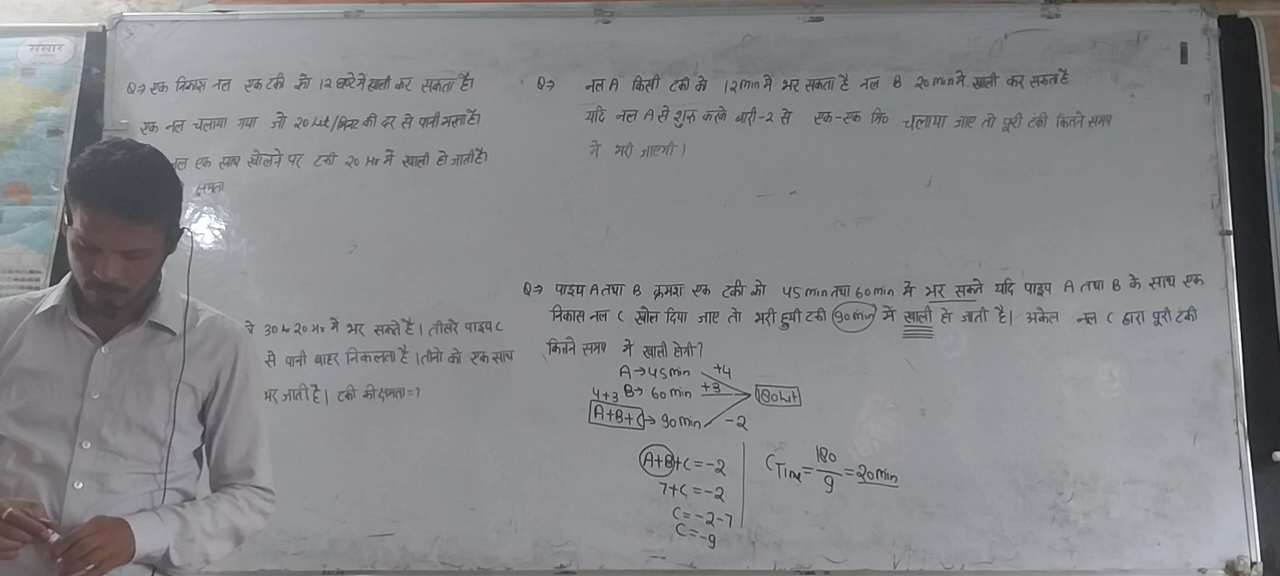 संसार
Q→ एक निकास नल एक टंकी को 12 घण्टे में खाली कर सकता है।
एक नल चलाया गया जो 20 Lit/मिनट की दर से पानी भरता है।
नल एक साथ खोलने पर टंकी 20 Hr में खाली हो जाती है।
क्षमता
30 व 20 Hr में भर सकते है। तीसरे पाइप C
से पानी बाहर निकलता है। तीनो को एक साथ
भर जाती है। टंकी की क्षमता = ?
Q→ नल A किसी टंकी को 12 min में भर सकता है नल B 20 min में खाली कर सकता है
यदि नल A से शुरू करके बारी-2 से एक-एक मि० चलाया जाए तो पूरी टंकी कितने समय
में भरी जाएगी।
Q→ पाइप A तथा B क्रमश एक टंकी को 45 min तथा 60 min में भर सकते यदि पाइप A तथा B के साथ एक
निकास नल C खोल दिया जाए तो भरी हुयी टंकी 90 min में खाली हो जाती है। अकेल नल C द्वारा पूरी टंकी
कितने समय में खाली होगी?
A→45 min +4
4+3 B→ 60 min +3 180 Lit
A+B+C→ 90 min -2
A+B+C = -2
7+C = -2
C = -2-7
C = -9
C Time = 180/9 = 20 min